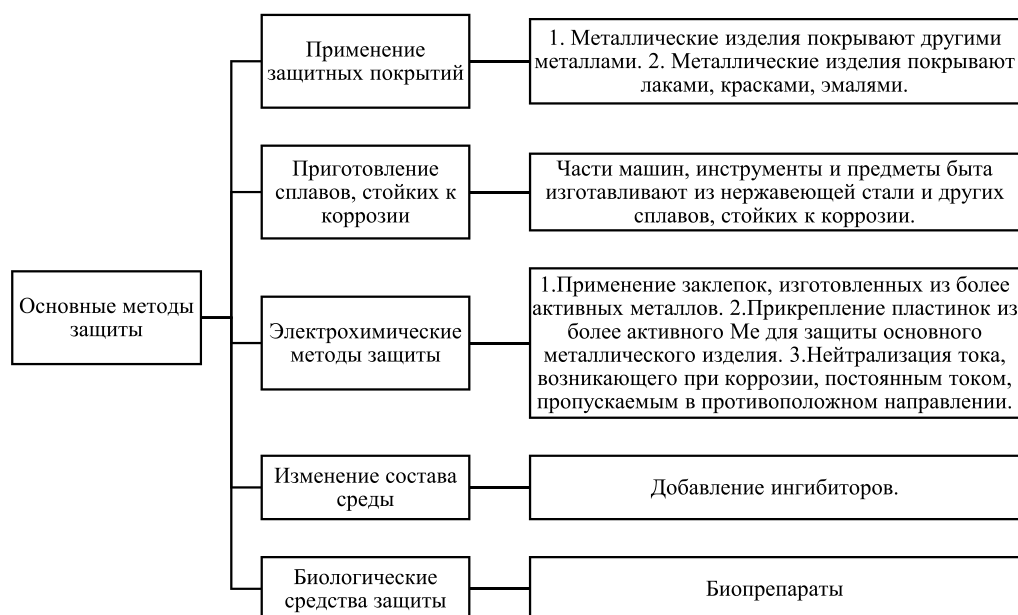 Основные методы
защиты
Применение
защитных покрытий
1. Металлические изделия покрывают другими
металлами. 2. Металлические изделия покрывают
лаками, красками, эмалями.
Приготовление
сплавов, стойких к
коррозии
Части машин, инструменты и предметы быта
изготавливают из нержавеющей стали и других
сплавов, стойких к коррозии.
Электрохимические
методы защиты
1.Применение заклепок, изготовленных из более
активных металлов. 2.Прикрепление пластинок из
более активного Ме для защиты основного
металлического изделия. 3.Нейтрализация тока,
возникающего при коррозии, постоянным током,
пропускаемым в противоположном направлении.
Изменение состава
среды
Добавление ингибиторов.
Биологические
средства защиты
Биопрепараты